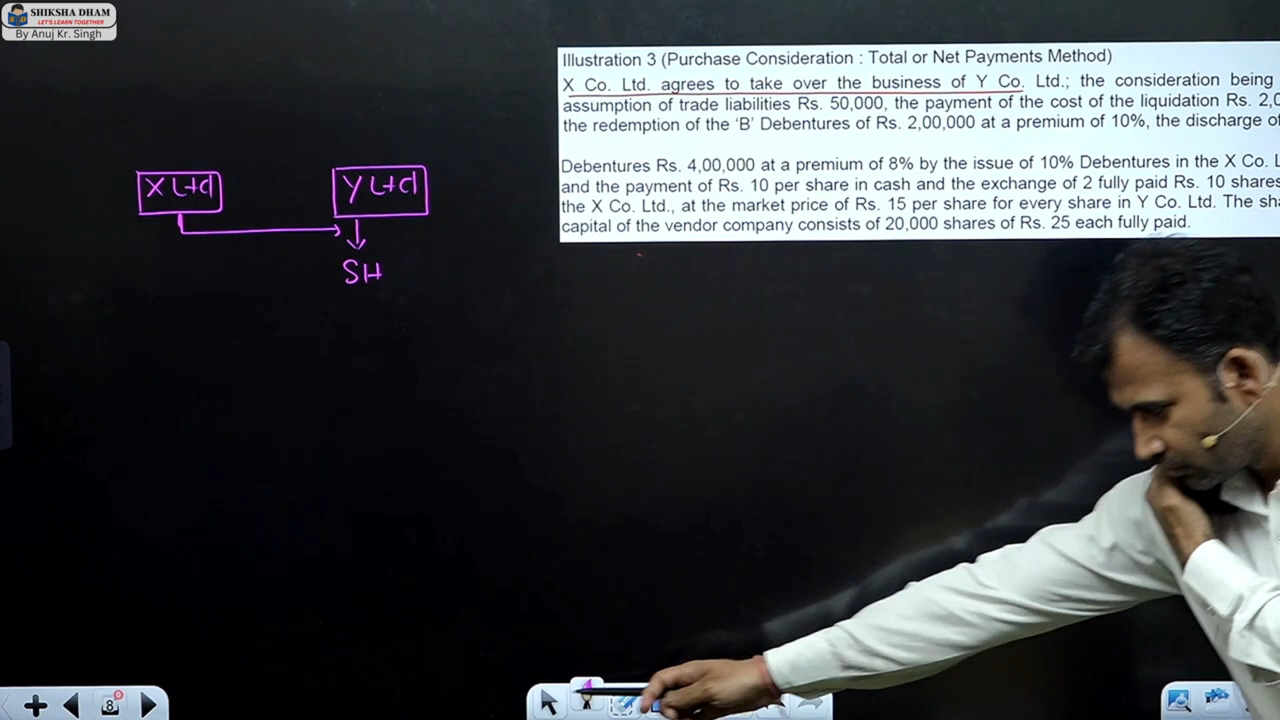 SHIKSHA DHAM
LET'S LEARN TOGETHER
By Anuj Kr. Singh
Illustration 3 (Purchase Consideration : Total or Net Payments Method)
X Co. Ltd. agrees to take over the business of Y Co. Ltd.; the consideration being
assumption of trade liabilities Rs. 50,000, the payment of the cost of the liquidation Rs.
the redemption of the 'B' Debentures of Rs. 2,00,000 at a premium of 10%, the discharge of
Debentures Rs. 4,00,000 at a premium of 8% by the issue of 10% Debentures in the X Co.
and the payment of Rs. 10 per share in cash and the exchange of 2 fully paid Rs. 10 shares
the X Co. Ltd., at the market price of Rs. 15 per share for every share in Y Co. Ltd. The
capital of the vendor company consists of 20,000 shares of Rs. 25 each fully paid.
X Ltd
Y Ltd
SH
8